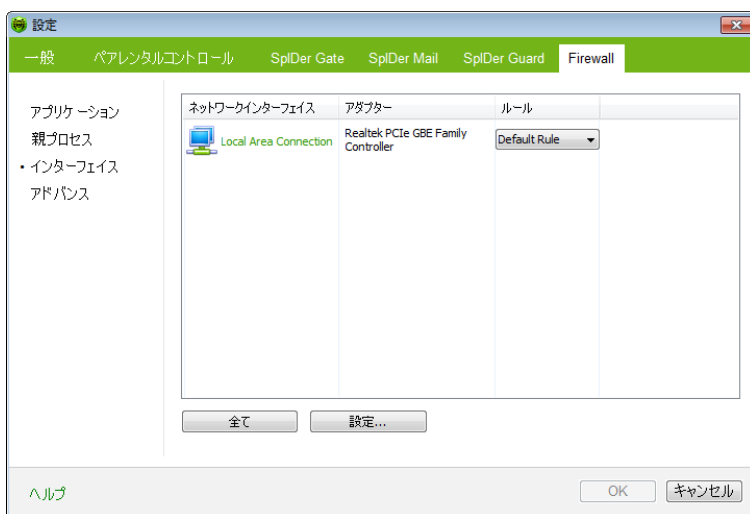 設定
一般 ペアレンタルコントロール SpIDer Gate SpIDer Mail SpIDer Guard Firewall
アプリケーション
親プロセス
・インターフェイス
アドバンス
ネットワークインターフェイス アダプター ルール
Local Area Connection Realtek PCIe GBE Family Controller Default Rule
全て 設定...
ヘルプ OK キャンセル